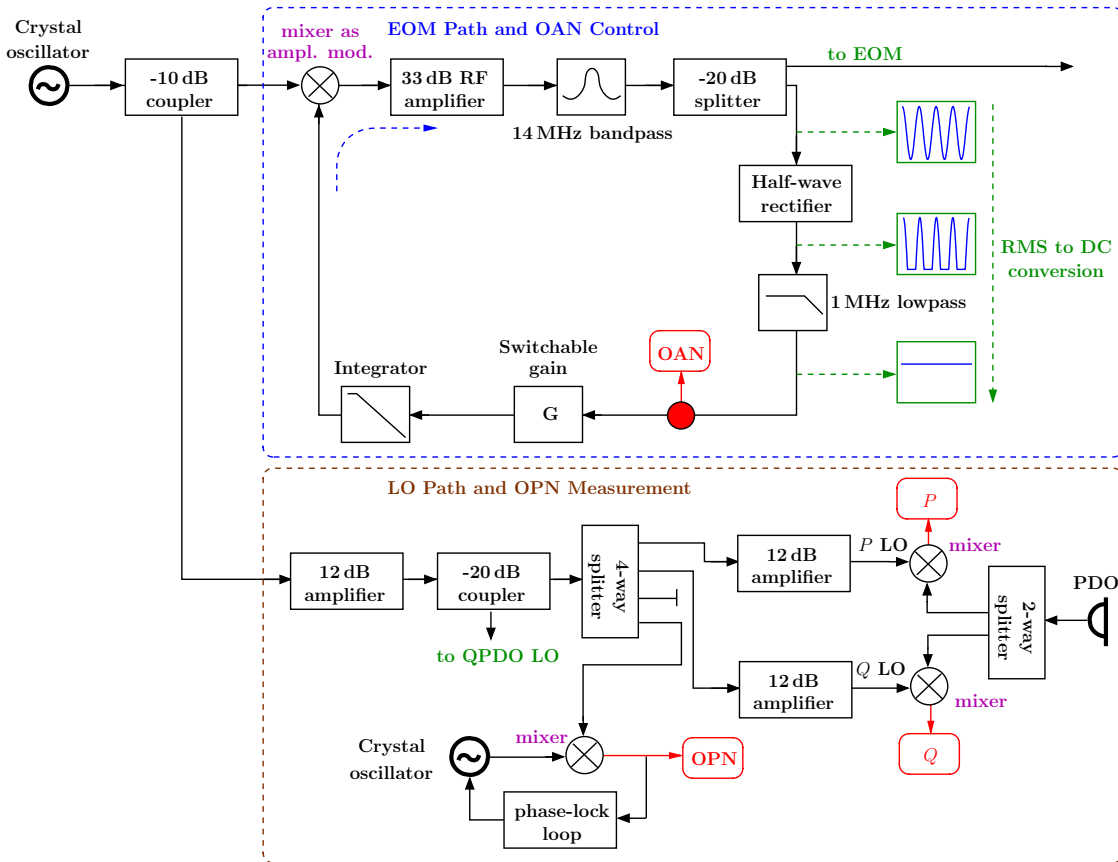 Crystal
oscillator
-10 dB
coupler
mixer as
ampl. mod.
EOM Path and OAN Control
33 dB RF
amplifier
14 MHz bandpass
-20 dB
splitter
to EOM
Half-wave
rectifier
1 MHz lowpass
RMS to DC
conversion
OAN
Switchable
gain
G
Integrator
LO Path and OPN Measurement
12 dB
amplifier
-20 dB
coupler
to QPDO LO
4-way
splitter
12 dB
amplifier
P LO
P
mixer
2-way
splitter
PDO
12 dB
amplifier
Q LO
mixer
Q
Crystal
oscillator
mixer
OPN
phase-lock
loop